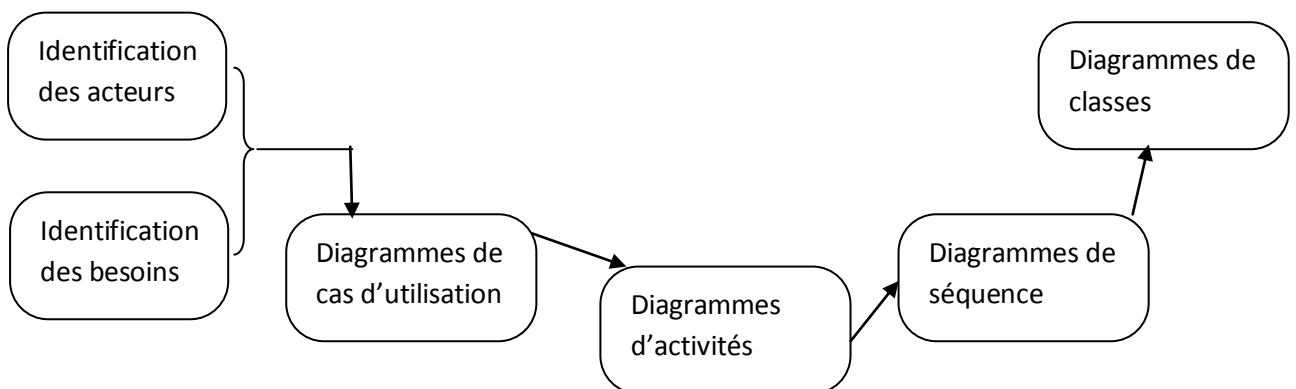 Identification
des acteurs
Identification
des besoins
Diagrammes de
cas d’utilisation
Diagrammes
d’activités
Diagrammes de
séquence
Diagrammes de
classes